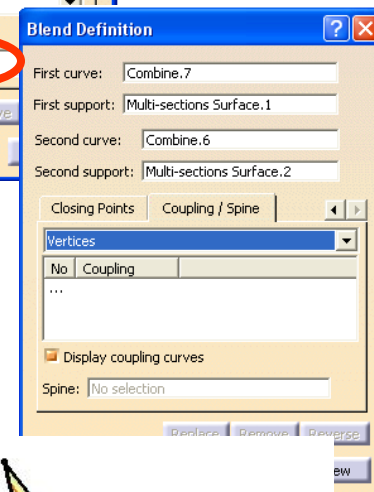 Blend Definition
First curve: Combine.7
First support: Multi-sections Surface.1
Second curve: Combine.6
Second support: Multi-sections Surface.2
Closing Points Coupling / Spine
Vertices
No Coupling
...
Display coupling curves
Spine: No selection
Replace Remove Reverse
ew